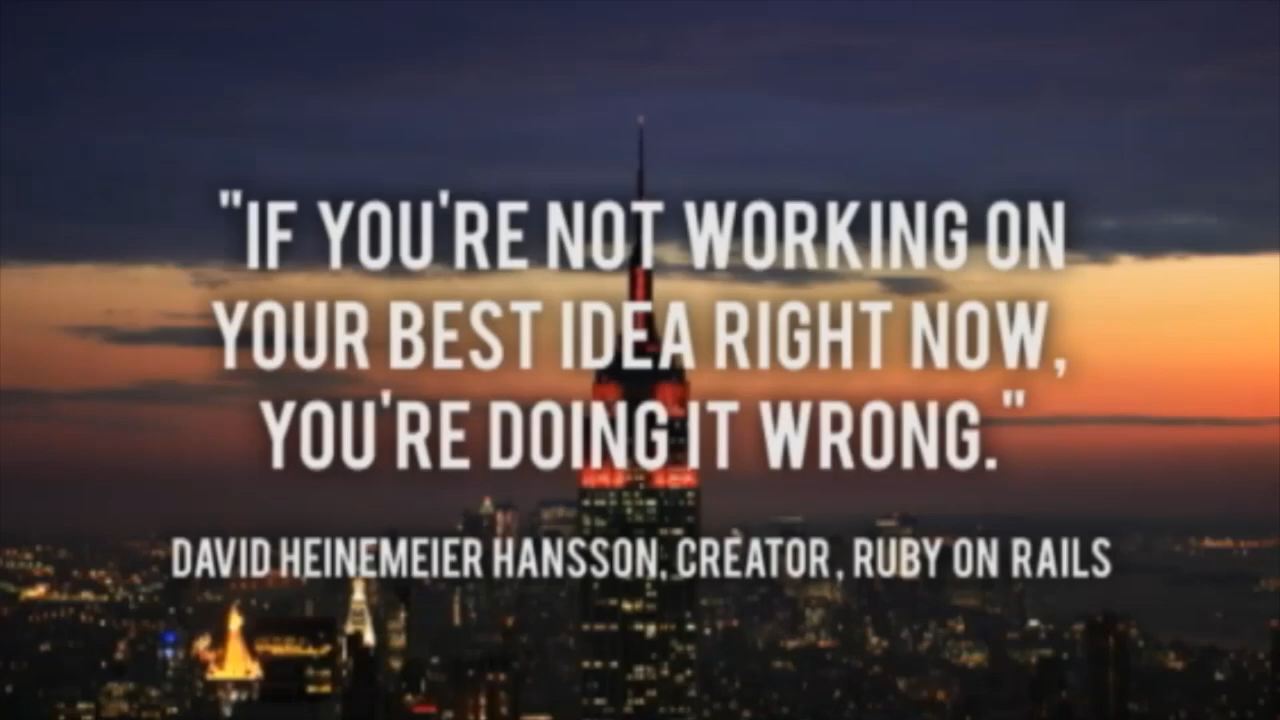 "IF YOU'RE NOT WORKING ON
YOUR BEST IDEA RIGHT NOW,
YOU'RE DOING IT WRONG."
DAVID HEINEMEIER HANSSON, CREATOR, RUBY ON RAILS